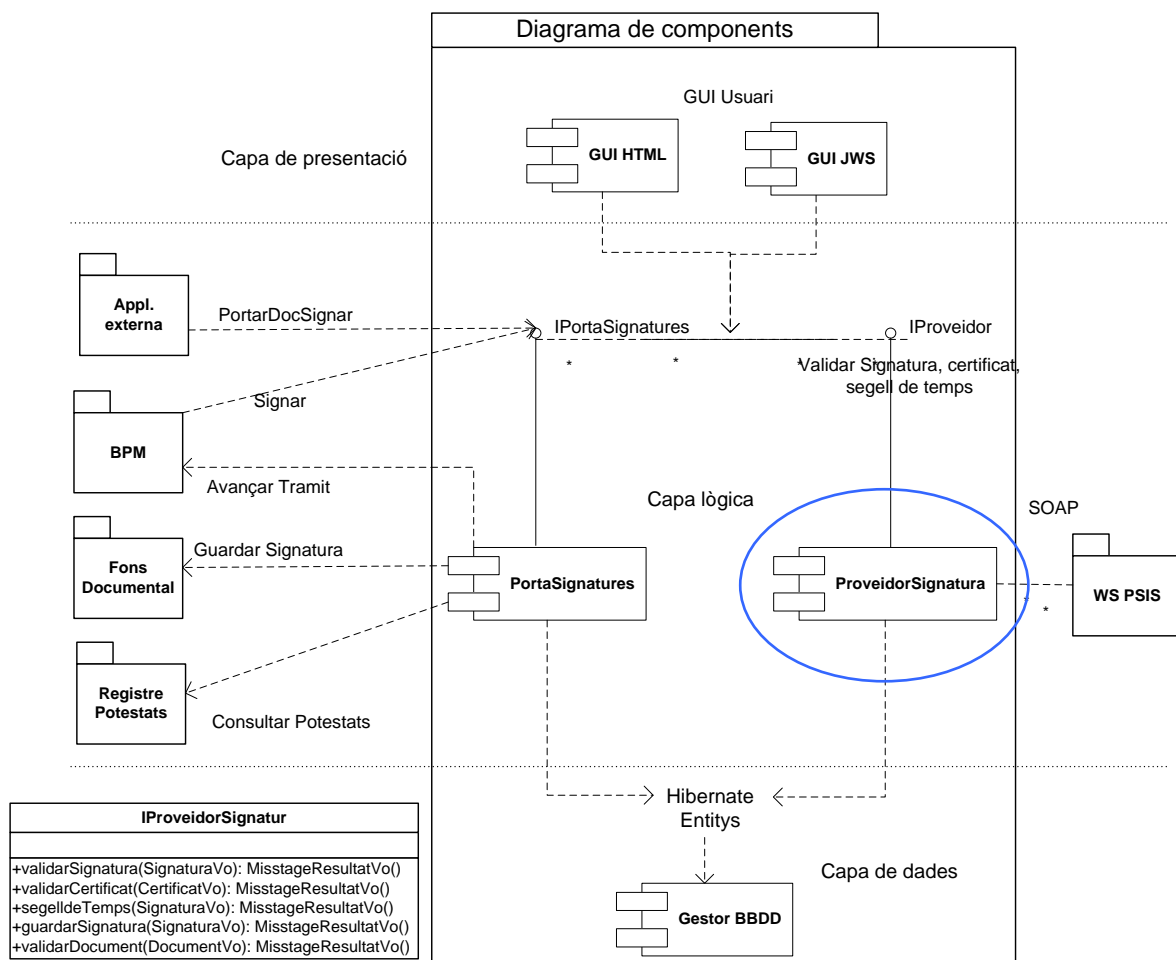 Diagrama de components
GUI Usuari
GUI HTML
GUI JWS
Capa de presentació
Appl.
externa
PortarDocSignar
IPortaSignatures
IProveidor
* * * *
Validar Signatura, certificat,
segell de temps
Signar
BPM
Avançar Tramit
Capa lògica
SOAP
Guardar Signatura
Fons
Documental
PortaSignatures
ProveidorSignatura
WS PSIS
* *
Registre
Potestats
Consultar Potestats
Hibernate
Entitys
IProveidorSignatur
+validarSignatura(SignaturaVo): MisstageResultatVo()
+validarCertificat(CertificatVo): MisstageResultatVo()
+segelldeTemps(SignaturaVo): MisstageResultatVo()
+guardarSignatura(SignaturaVo): MisstageResultatVo()
+validarDocument(DocumentVo): MisstageResultatVo()
Capa de dades
Gestor BBDD